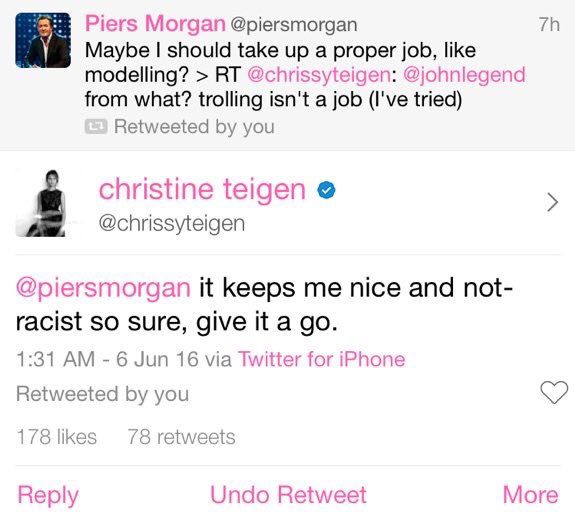 Piers Morgan @piersmorgan 7h
Maybe I should take up a proper job, like
modelling? > RT @chrissyteigen: @johnlegend
from what? trolling isn't a job (I've tried)
Retweeted by you
christine teigen
@chrissyteigen
@piersmorgan it keeps me nice and not-
racist so sure, give it a go.
1:31 AM - 6 Jun 16 via Twitter for iPhone
Retweeted by you
178 likes 78 retweets
Reply Undo Retweet More